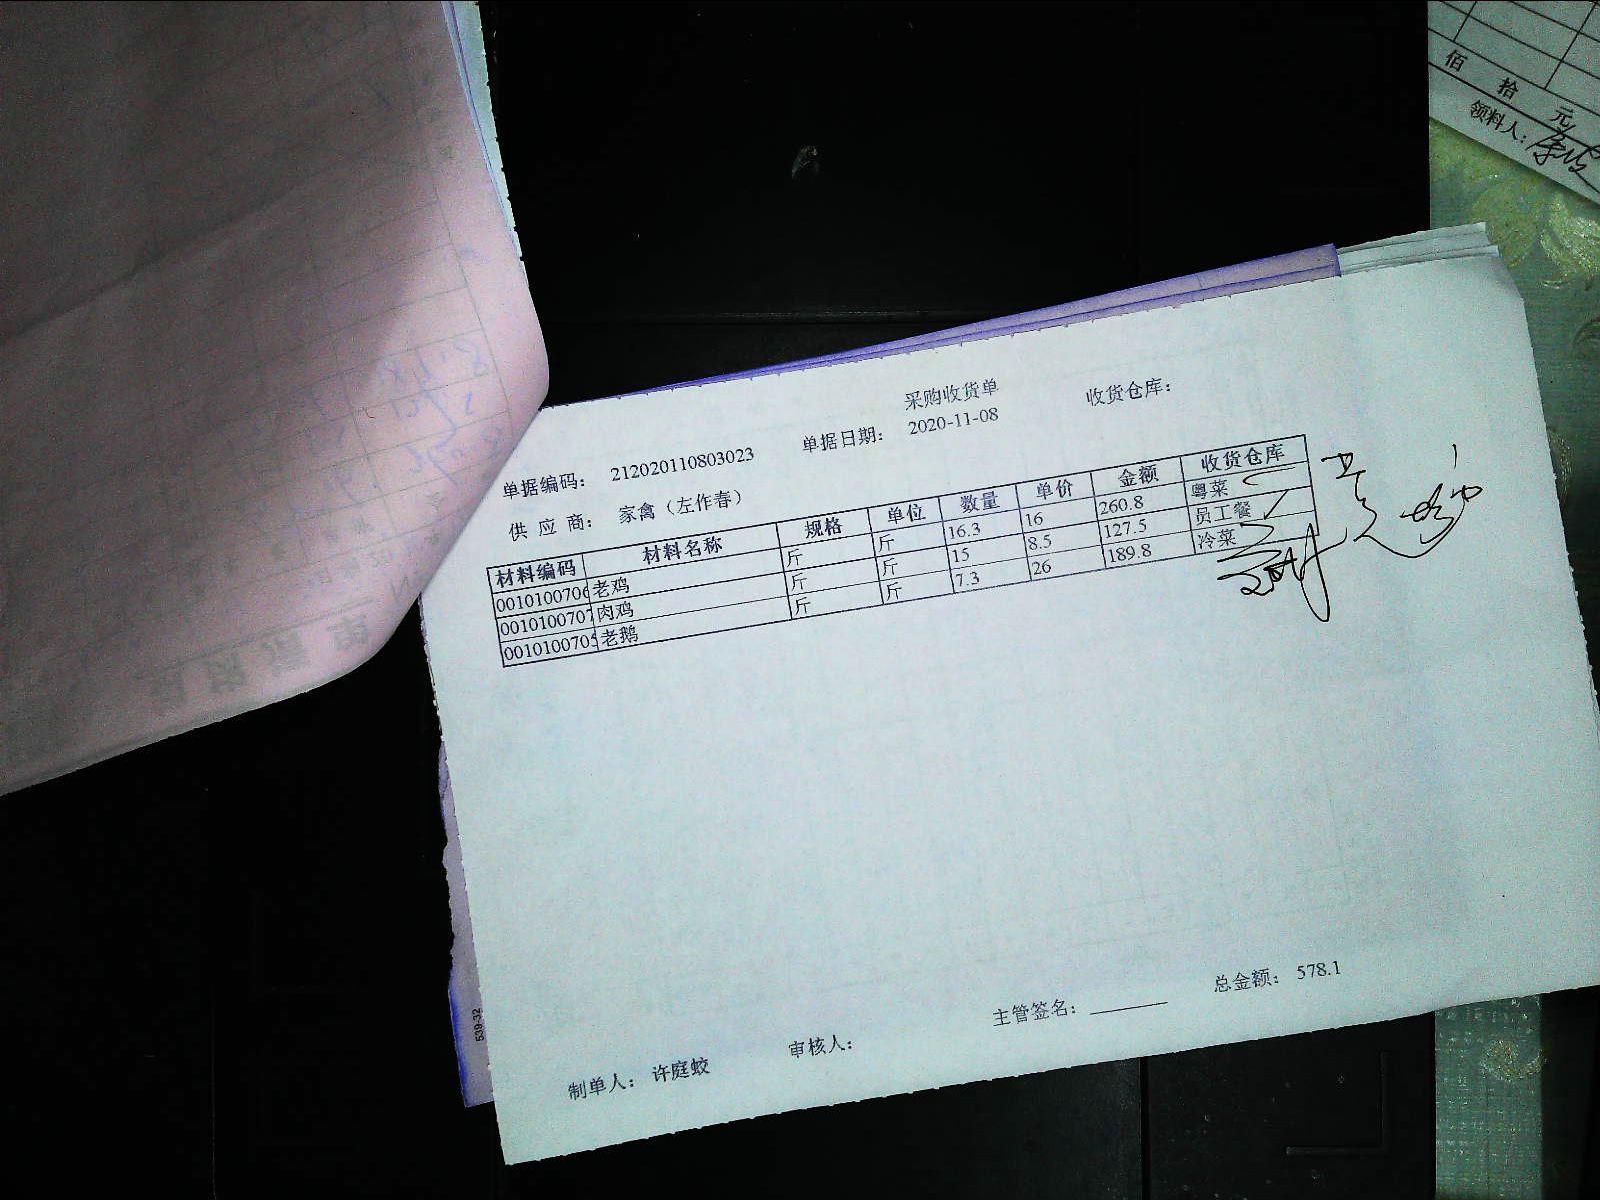 佰 拾 元
领料人:
采购收货单
单据编码: 212020110803023 单据日期: 2020-11-08 收货仓库:
供 应 商: 家禽（左作春）
材料编码 材料名称 规格 单位 数量 单价 金额 收货仓库
0010100706 老鸡 斤 斤 16.3 16 260.8 粤菜
0010100707 肉鸡 斤 斤 15 8.5 127.5 员工餐
0010100705 老鹅 斤 斤 7.3 26 189.8 冷菜
总金额: 578.1
制单人: 许庭蛟 审核人: 主管签名:
539-32